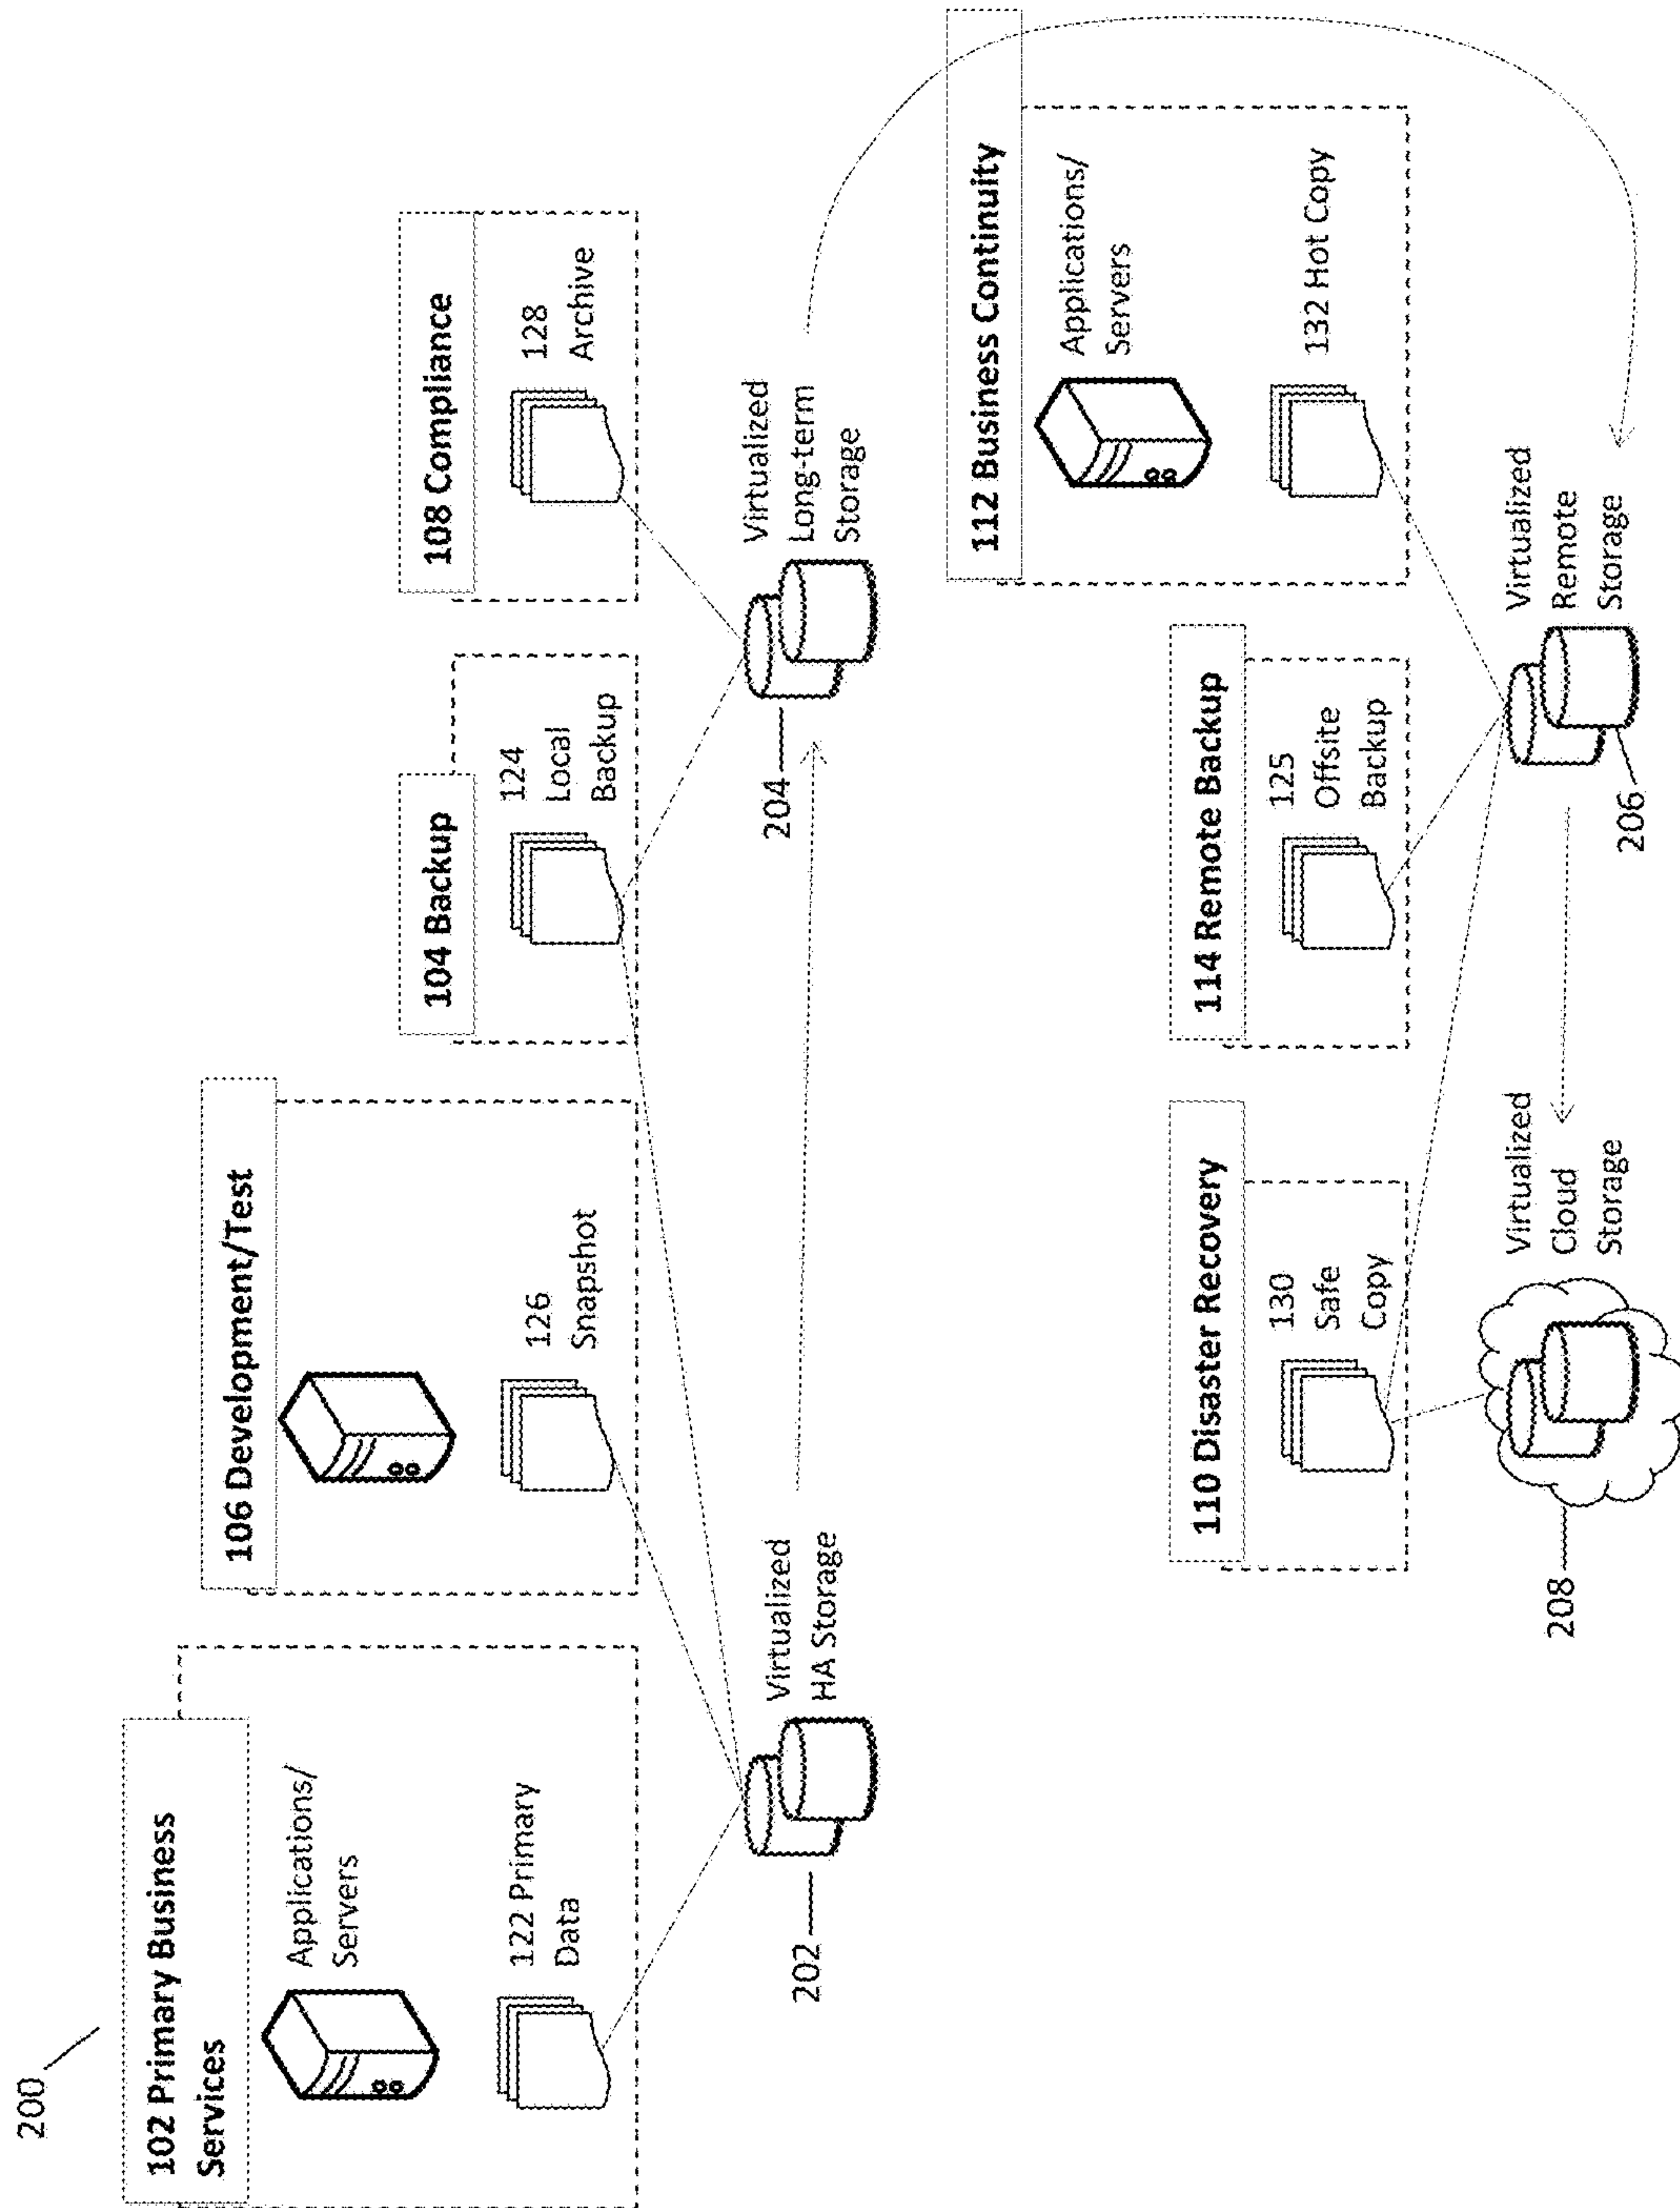 200
102 Primary Business
Services
Applications/
Servers
122 Primary
Data
106 Development/Test
126
Snapshot
104 Backup
124
Local
Backup
108 Compliance
128
Archive
202
Virtualized
HA Storage
204
Virtualized
Long-term
Storage
110 Disaster Recovery
130
Safe
Copy
114 Remote Backup
125
Offsite
Backup
112 Business Continuity
Applications/
Servers
132 Hot Copy
208
Virtualized
Cloud
Storage
206
Virtualized
Remote
Storage